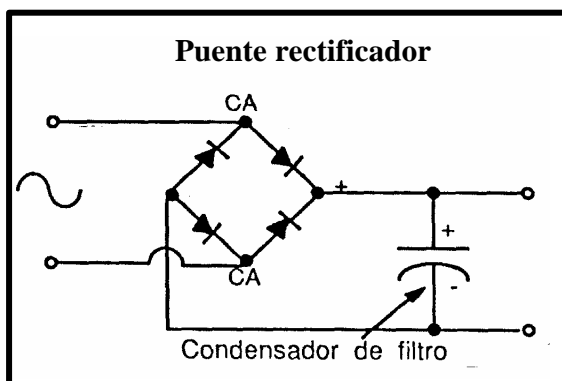 Puente rectificador
CA
+
+
-
CA
Condensador de filtro